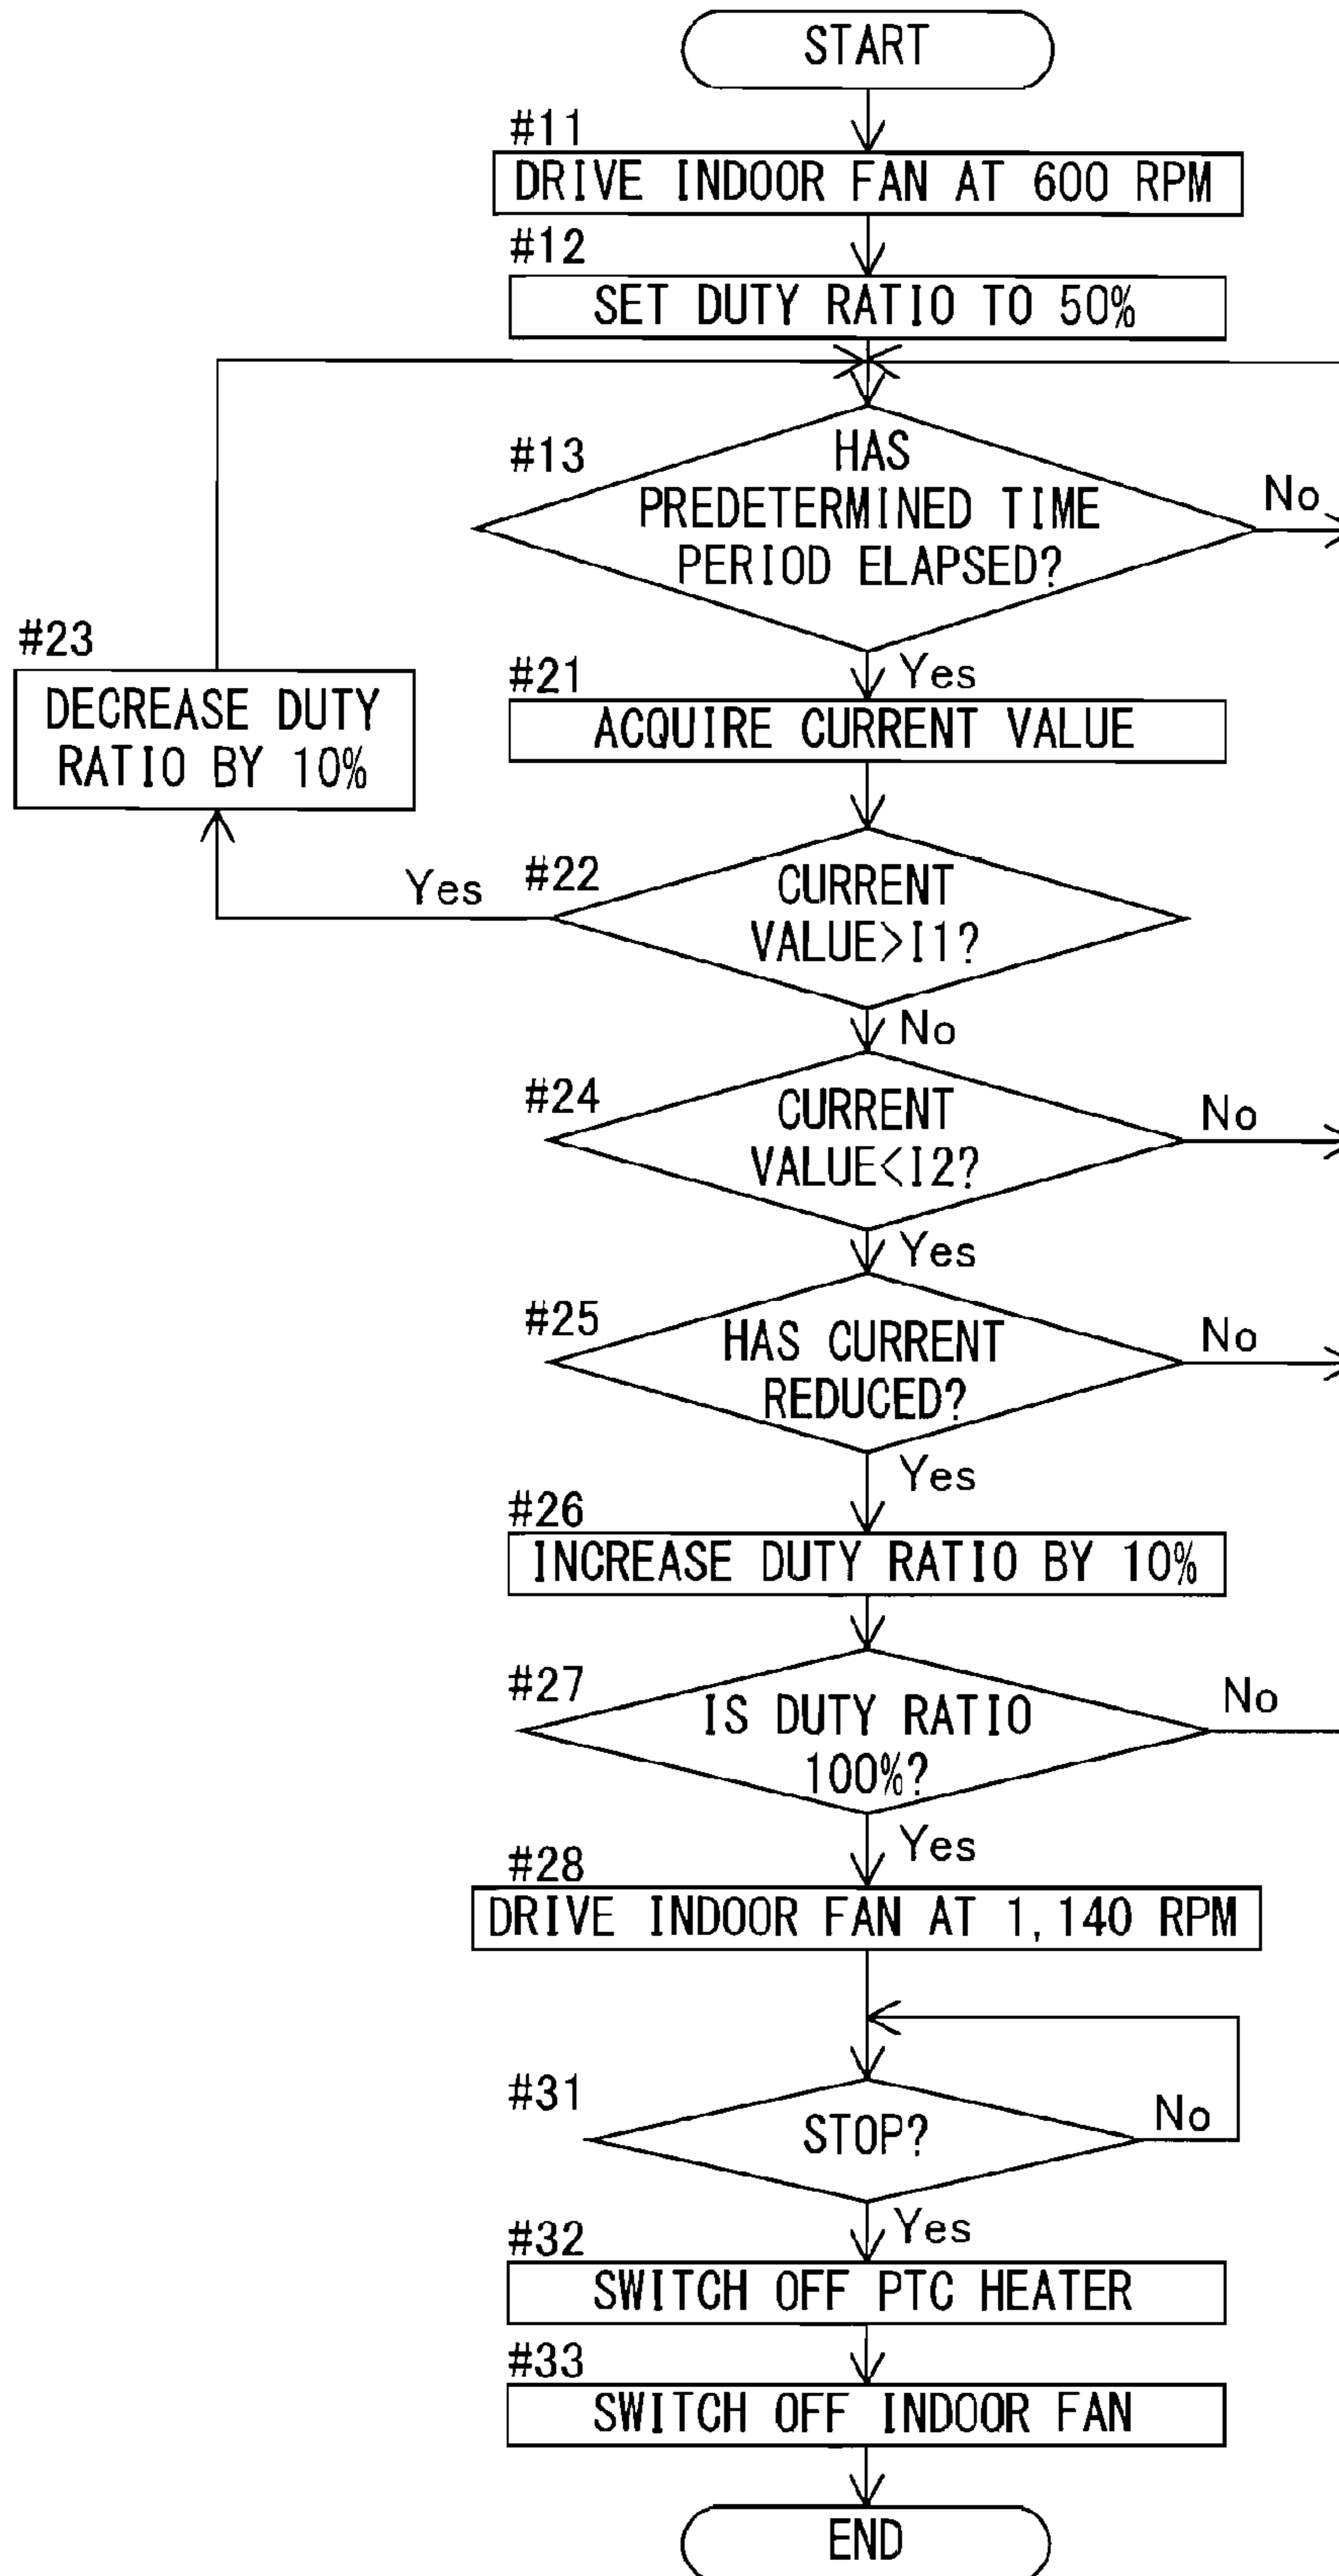 START
#11
DRIVE INDOOR FAN AT 600 RPM
#12
SET DUTY RATIO TO 50%
#13
HAS
PREDETERMINED TIME
PERIOD ELAPSED?
No
Yes
#23
DECREASE DUTY
RATIO BY 10%
#21
ACQUIRE CURRENT VALUE
Yes
#22
CURRENT
VALUE>I1?
No
#24
CURRENT
VALUE<I2?
No
Yes
#25
HAS CURRENT
REDUCED?
No
Yes
#26
INCREASE DUTY RATIO BY 10%
#27
IS DUTY RATIO
100%?
No
Yes
#28
DRIVE INDOOR FAN AT 1,140 RPM
#31
STOP?
No
Yes
#32
SWITCH OFF PTC HEATER
#33
SWITCH OFF INDOOR FAN
END